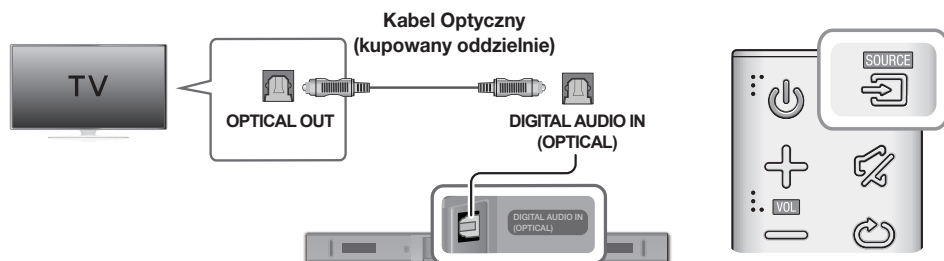 Kabel Optyczny
(kupowany oddzielnie)
TV
OPTICAL OUT
DIGITAL AUDIO IN
(OPTICAL)
DIGITAL AUDIO IN
(OPTICAL)
SOURCE
VOL